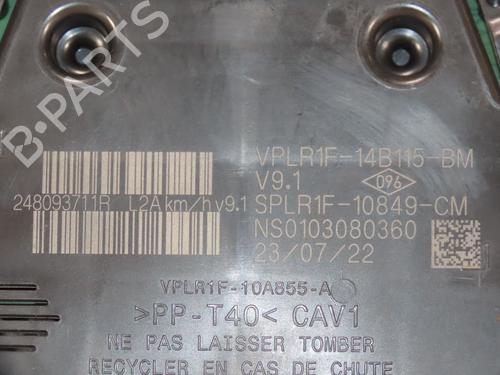 B-PARTS
VPLR1F-14B115-BM
V9.1
096
248093711R L2A km/h v9.1
SPLR1F-10849-CM
NS0103080360
23/07/22
VPLR1F-10A855-A
>PP-T40< CAV1
NE PAS LAISSER TOMBER
RECYCLER EN CAS DE CHUTE